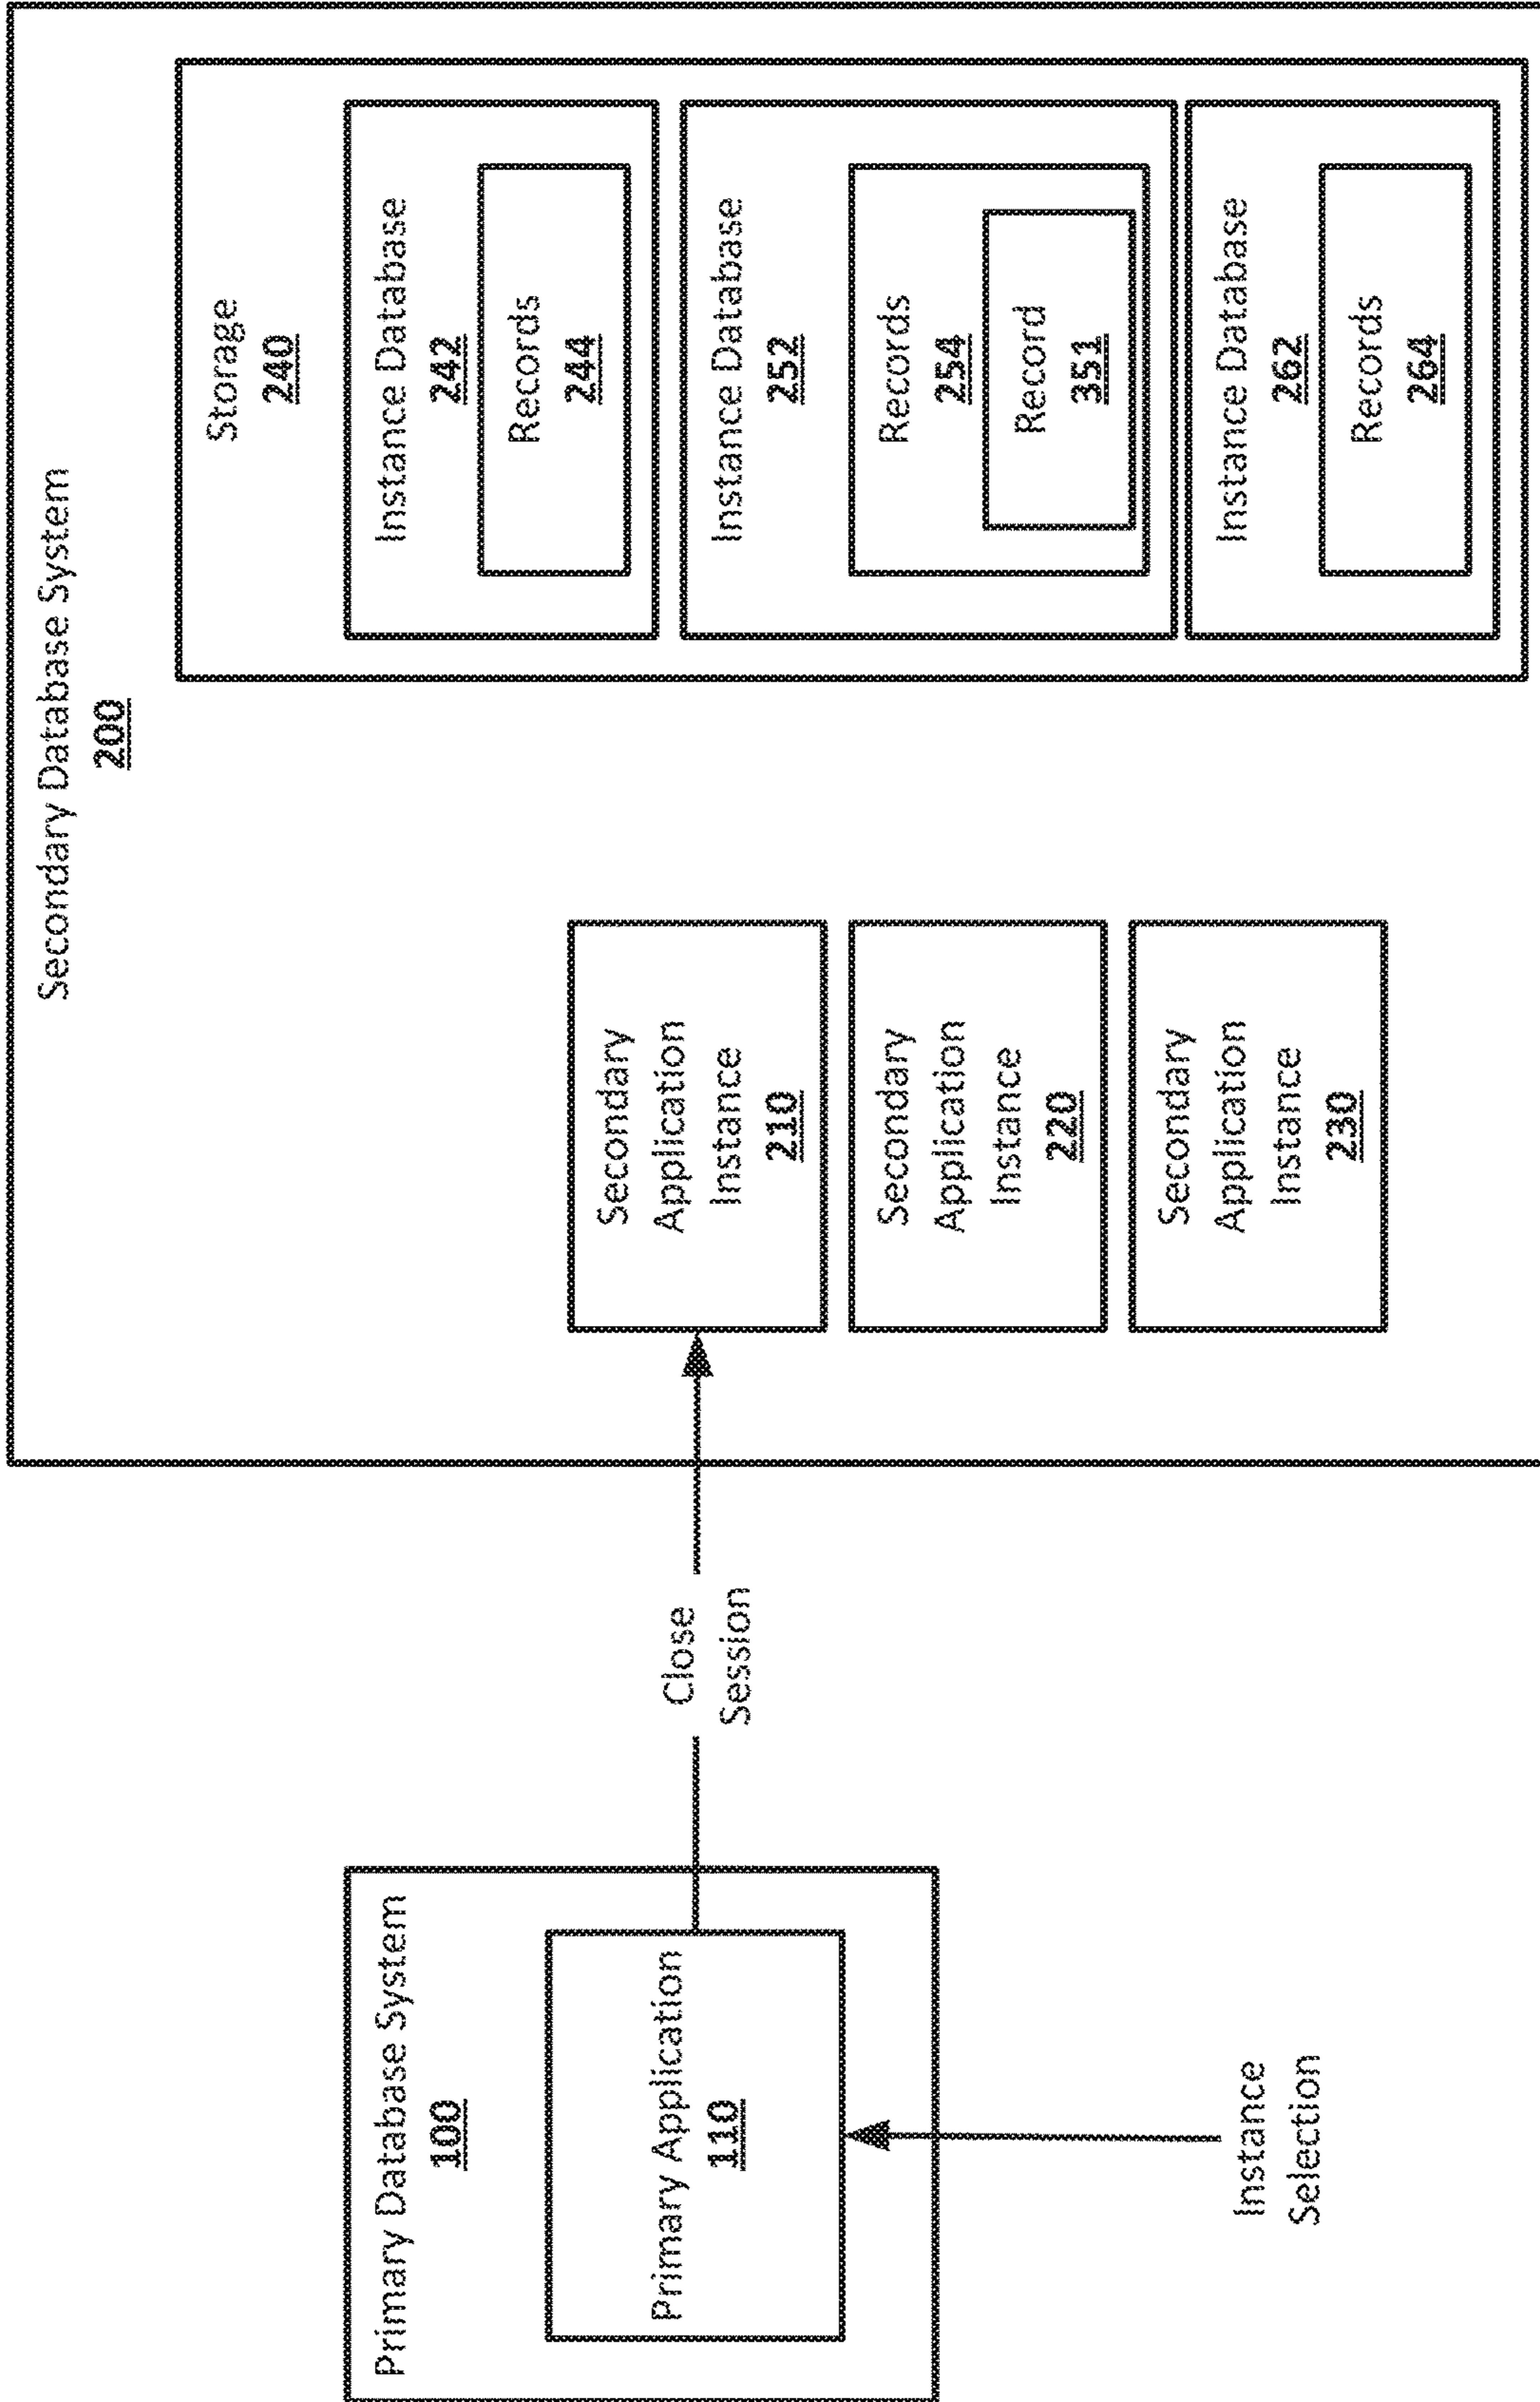 Primary Database System
100
Primary Application
110
Instance
Selection
Close
Session
Secondary Database System
200
Secondary
Application
Instance
210
Secondary
Application
Instance
220
Secondary
Application
Instance
230
Storage
240
Instance Database
242
Records
244
Instance Database
252
Records
254
Record
351
Instance Database
262
Records
264